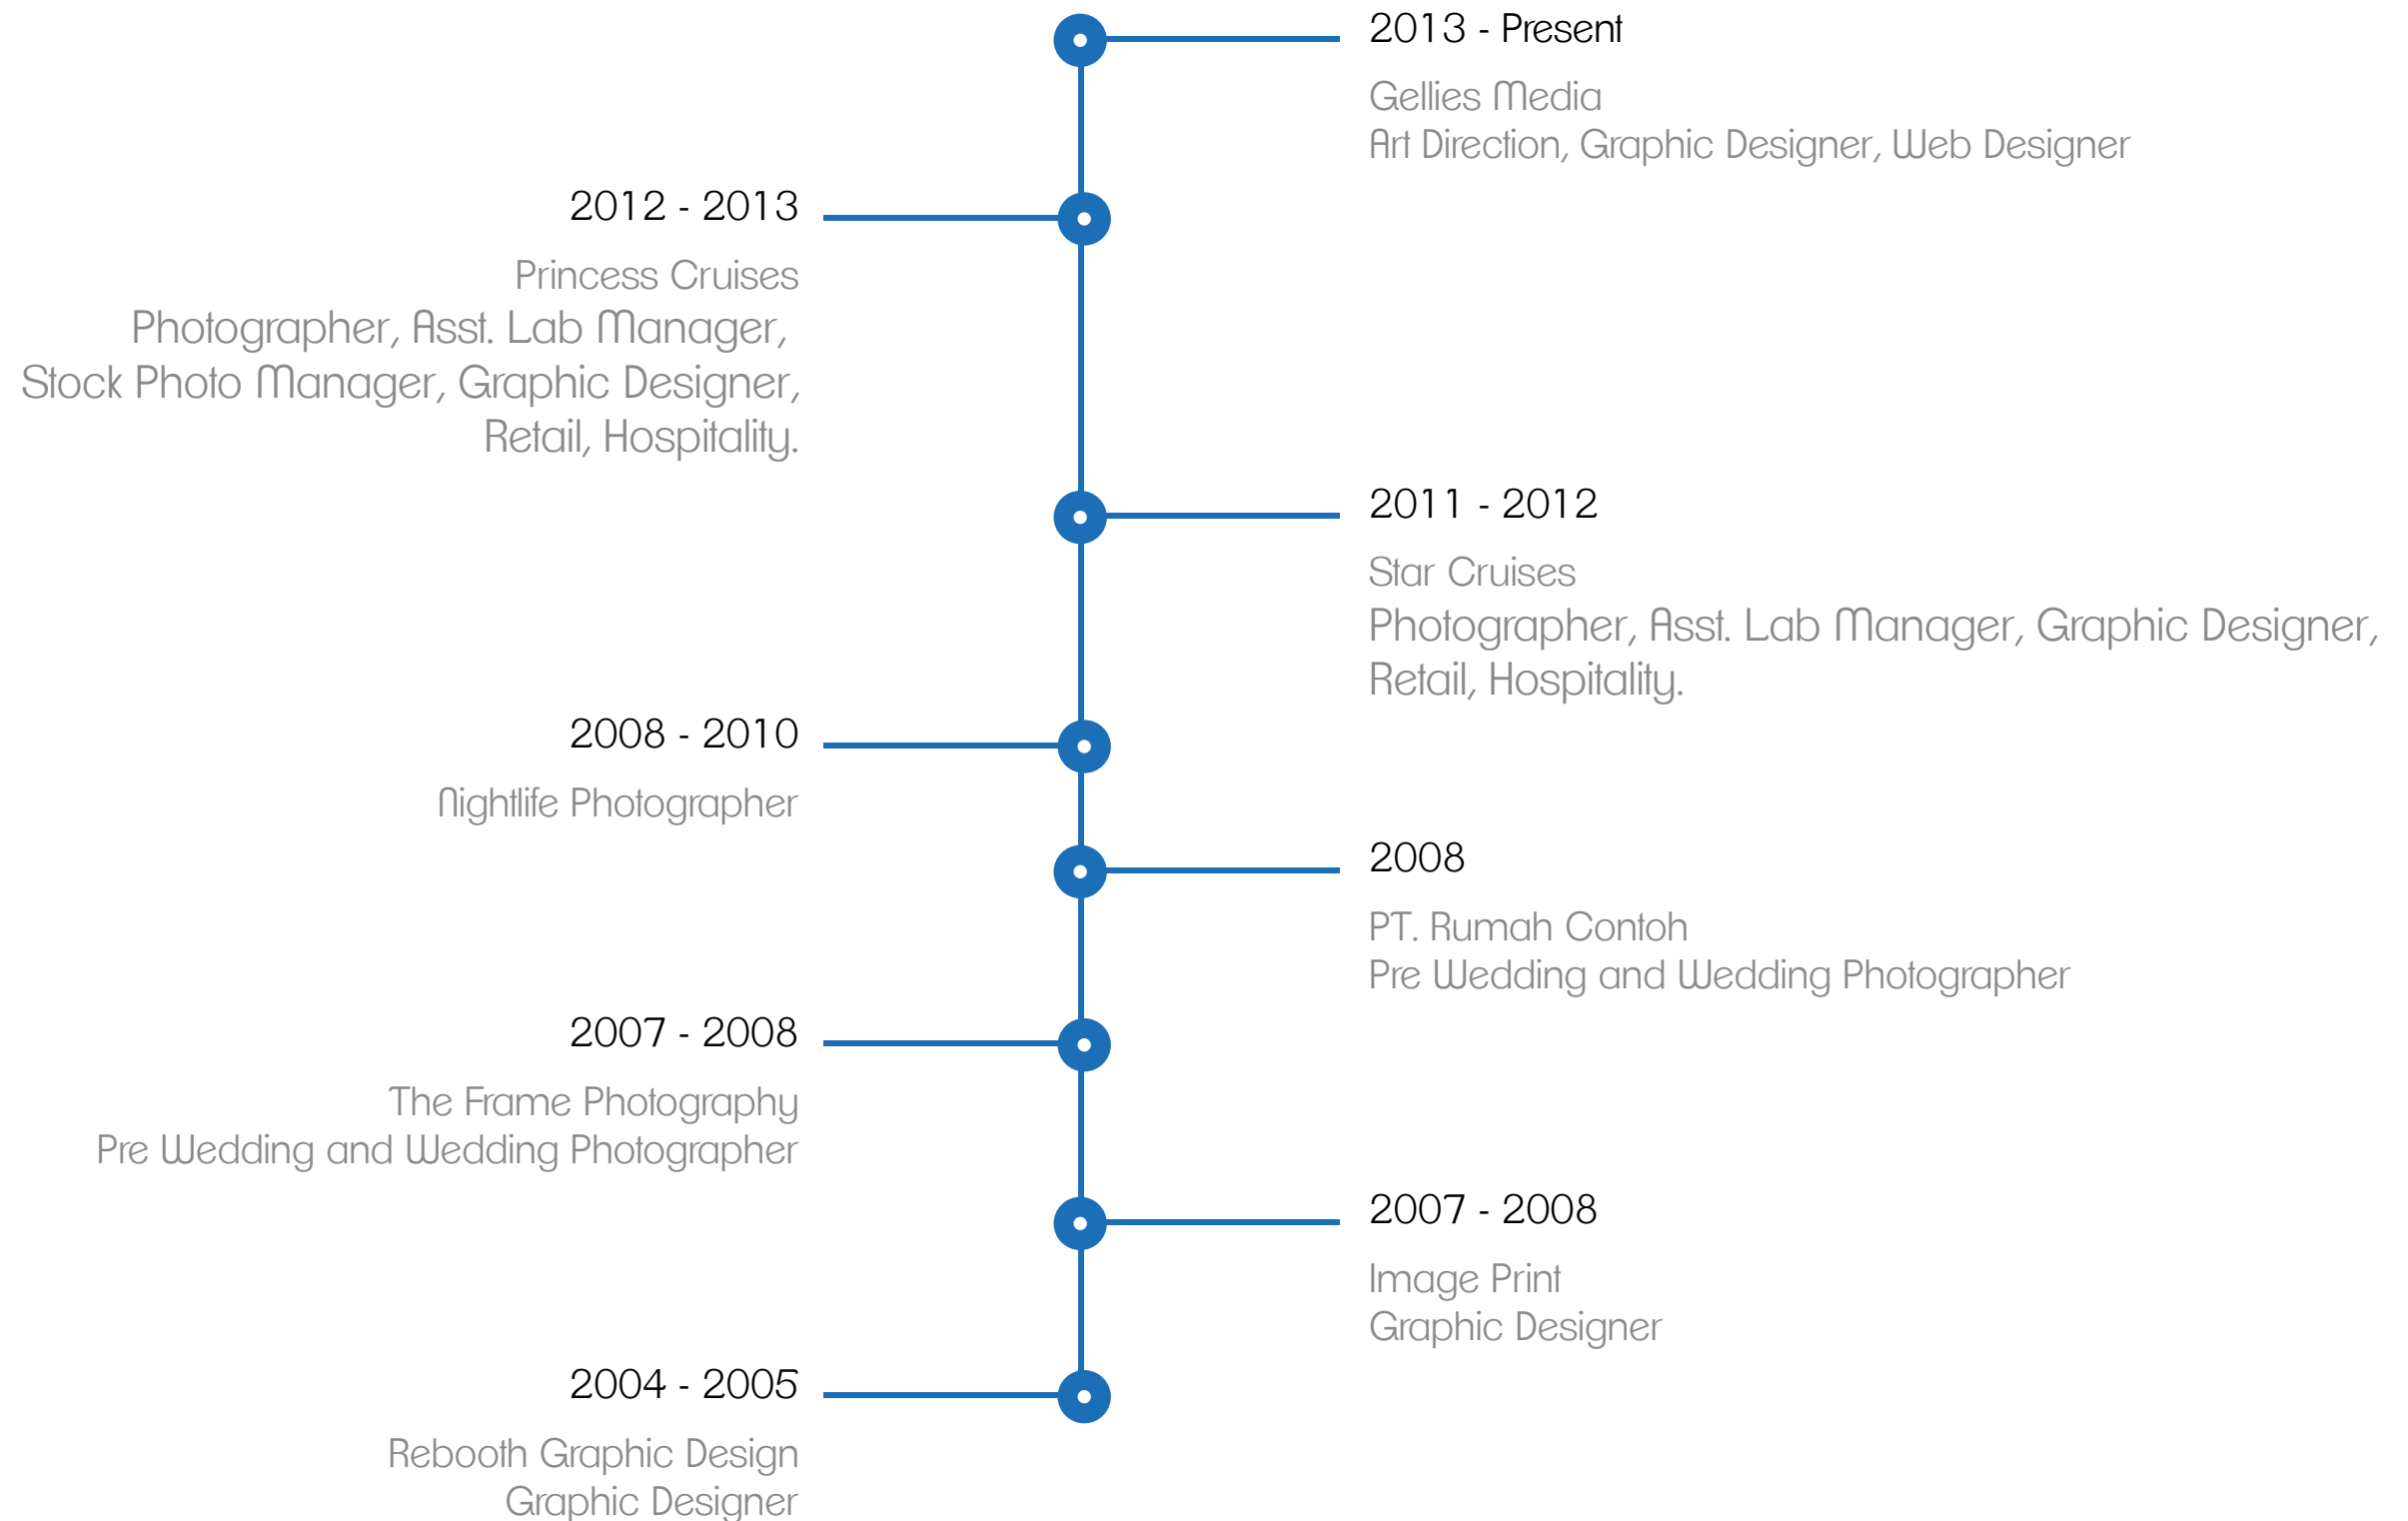 2013 - Present
Gellies Media
Art Direction, Graphic Designer, Web Designer
2012 - 2013
Princess Cruises
Photographer, Asst. Lab Manager,
Stock Photo Manager, Graphic Designer,
Retail, Hospitality.
2011 - 2012
Star Cruises
Photographer, Asst. Lab Manager, Graphic Designer,
Retail, Hospitality.
2008 - 2010
Nightlife Photographer
2008
PT. Rumah Contoh
Pre Wedding and Wedding Photographer
2007 - 2008
The Frame Photography
Pre Wedding and Wedding Photographer
2007 - 2008
Image Print
Graphic Designer
2004 - 2005
Rebooth Graphic Design
Graphic Designer